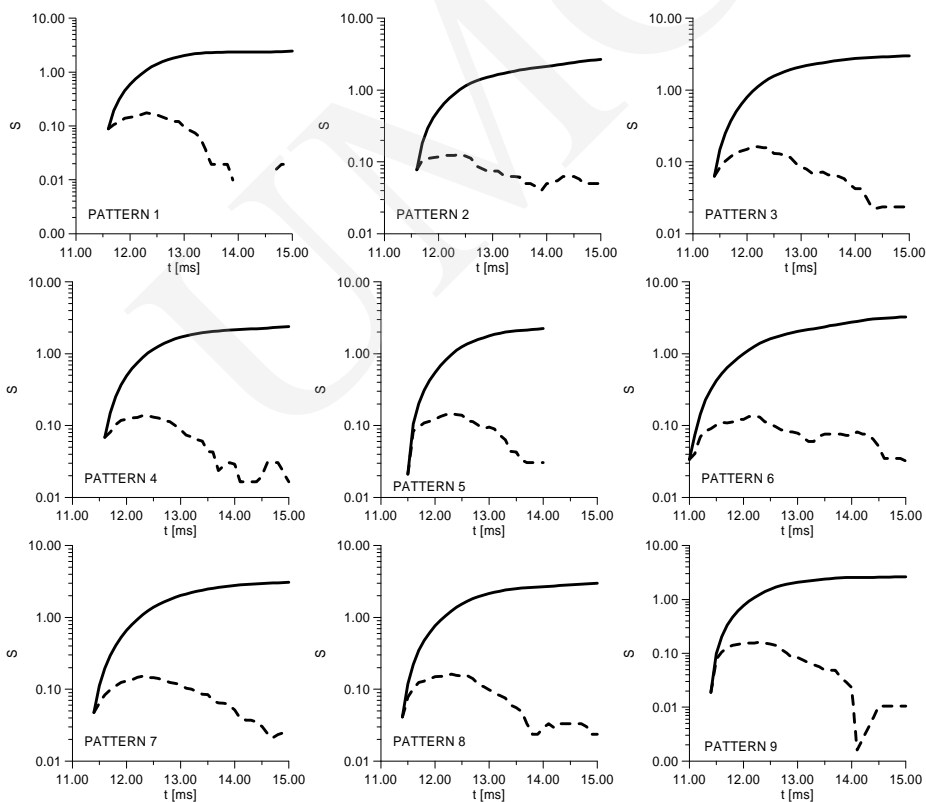 10.00 10.00 10.00
1.00 1.00 1.00
0.10
S S S
0.10 0.10
0.01
PATTERN 1 PATTERN 2 PATTERN 3
0.00 0.01 0.01
11.00 12.00 13.00 14.00 15.00 11.00 12.00 13.00 14.00 15.00 11.00 12.00 13.00 14.00 15.00
t [ms] t [ms] t [ms]
10.00 10.00 10.00
1.00 1.00 1.00
S S S
0.10 0.10 0.10
PATTERN 4 PATTERN 5 PATTERN 6
0.01 0.01 0.01
11.00 12.00 13.00 14.00 15.00 11.00 12.00 13.00 14.00 15.00 11.00 12.00 13.00 14.00 15.00
t [ms] t [ms] t [ms]
10.00 10.00 10.00
1.00 1.00 1.00
S S S
0.10
0.10 0.10
0.01
PATTERN 7 PATTERN 8 PATTERN 9
0.01 0.01 0.00
11.00 12.00 13.00 14.00 15.00 11.00 12.00 13.00 14.00 15.00 11.00 12.00 13.00 14.00 15.00
t [ms] t [ms] t [ms]